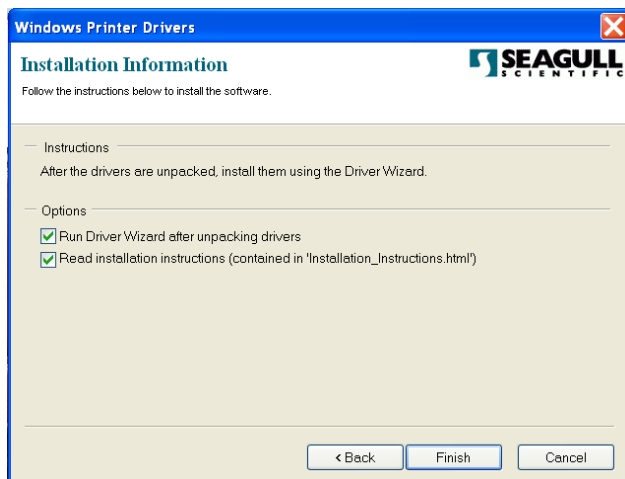 Windows Printer Drivers
Installation Information
SEAGULL
SCIENTIFIC
Follow the instructions below to install the software.
Instructions
After the drivers are unpacked, install them using the Driver Wizard.
Options
Run Driver Wizard after unpacking drivers
Read installation instructions (contained in 'Installation_Instructions.html')
< Back
Finish
Cancel